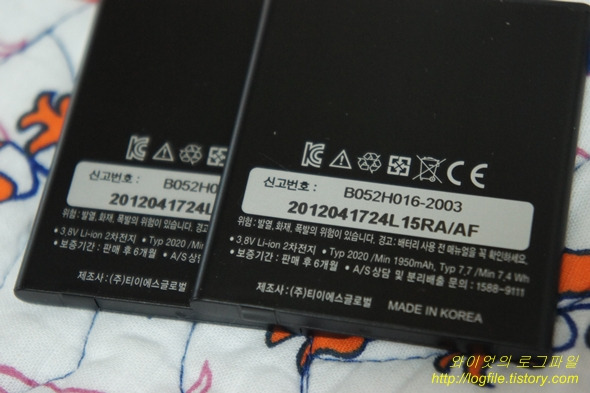 신고번호 : B052H0
2012041724L
위험 : 발열, 화재, 폭발의 위험이 있습니다.
• 3.8V Li-ion 2차전지 • Typ 2020 /
• 보증기간 : 판매 후 6개월 • A/S
제조사 : (주)티이에스글로벌
CE
신고번호 : B052H016-2003
2012041724L15RA/AF
위험 : 발열, 화재, 폭발의 위험이 있습니다. 경고 : 배터리 사용 전 매뉴얼을 꼭 확인하세요.
• 3.8V Li-ion 2차전지 • Typ 2020 / Min 1950mAh, Typ 7.7 / Min 7.4 Wh
• 보증기간 : 판매 후 6개월 • A/S상담 및 분리배출 문의 : 1588-9111
제조사 : (주)티이에스글로벌 MADE IN KOREA
와이엇의 로그파일
http://logfile.tistory.com